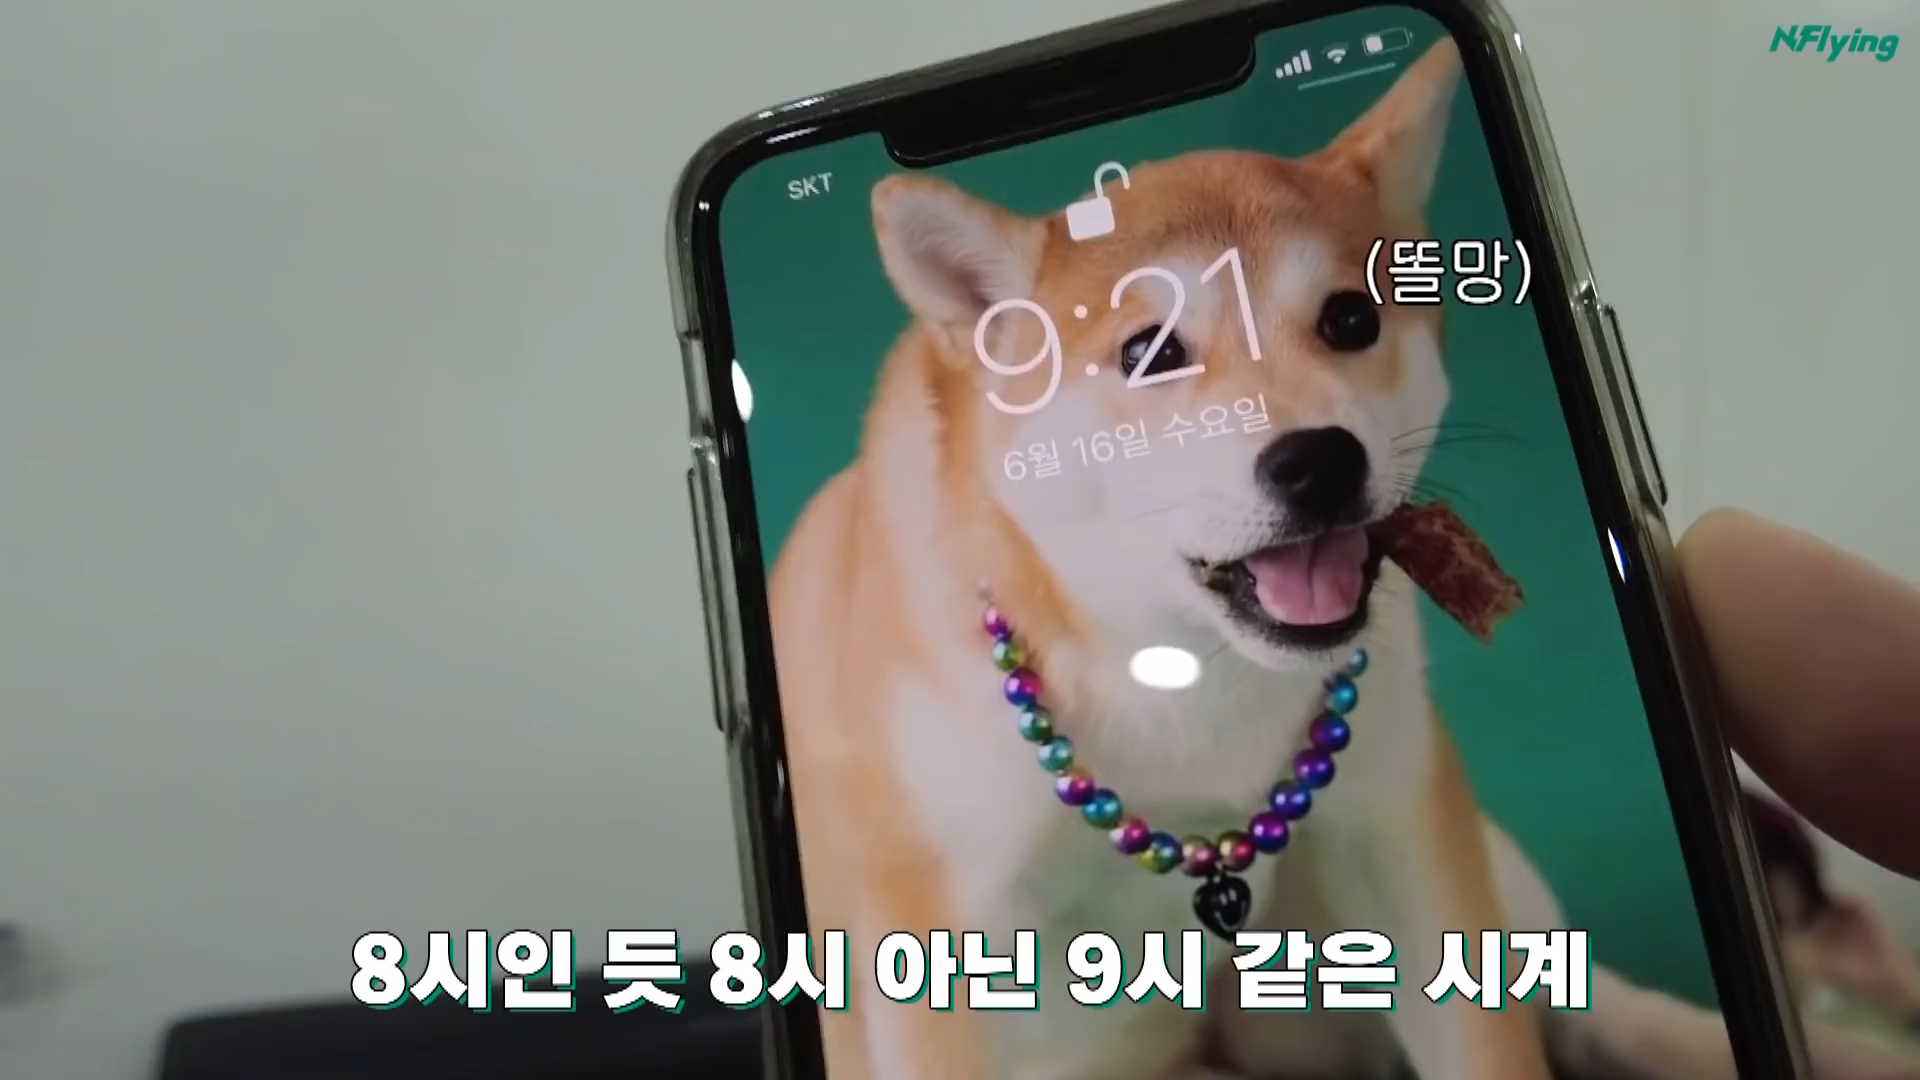 N.Flying
SKT
9:21
6월 16일 수요일
(똘망)
8시인 듯 8시 아닌 9시 같은 시계